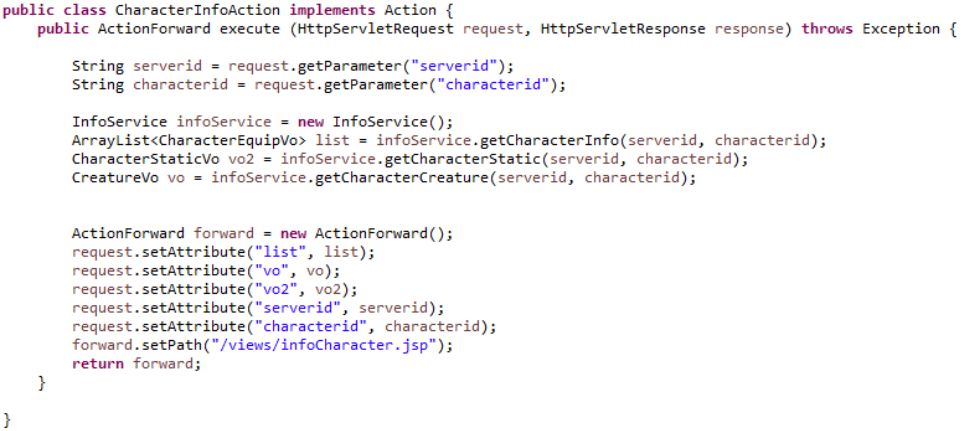 public class CharacterInfoAction implements Action {
    public ActionForward execute (HttpServletRequest request, HttpServletResponse response) throws Exception {
        String serverid = request.getParameter("serverid");
        String characterid = request.getParameter("characterid");
        InfoService infoService = new InfoService();
        ArrayList<CharacterEquipVo> list = infoService.getCharacterInfo(serverid, characterid);
        CharacterStaticVo vo2 = infoService.getCharacterStatic(serverid, characterid);
        CreatureVo vo = infoService.getCharacterCreature(serverid, characterid);
        ActionForward forward = new ActionForward();
        request.setAttribute("list", list);
        request.setAttribute("vo", vo);
        request.setAttribute("vo2", vo2);
        request.setAttribute("serverid", serverid);
        request.setAttribute("characterid", characterid);
        forward.setPath("/views/infoCharacter.jsp");
        return forward;
    }
}